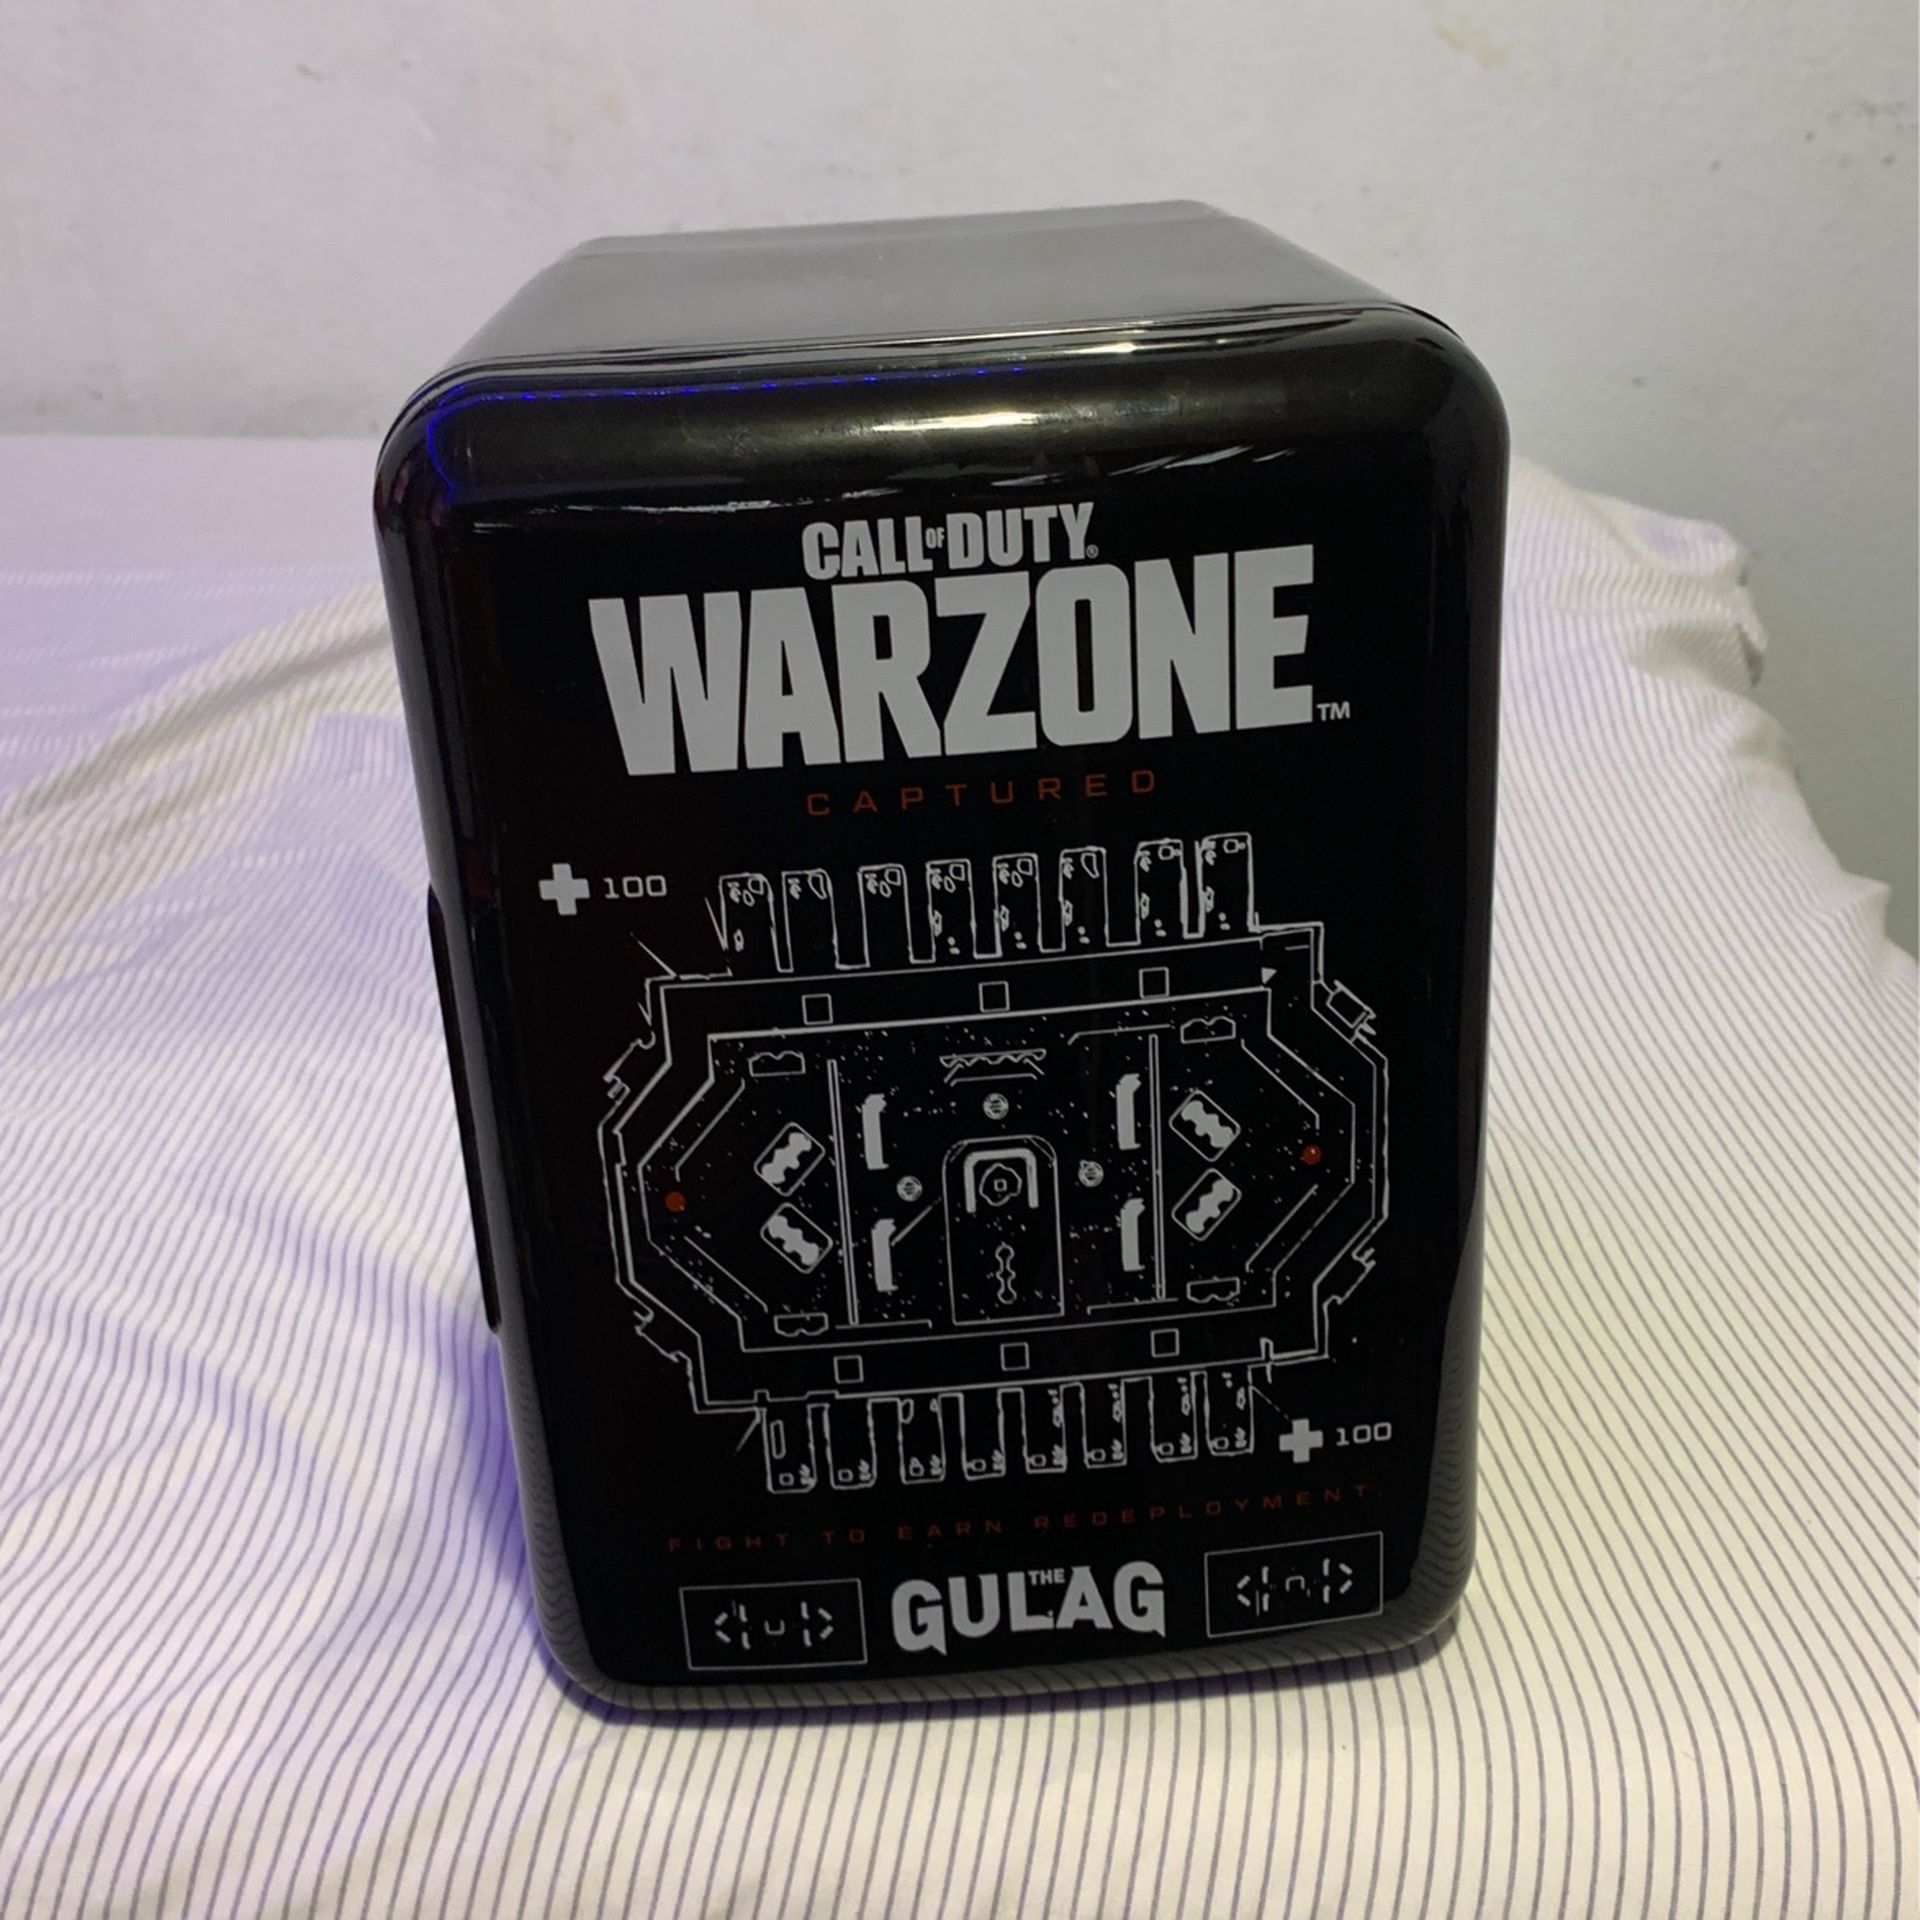 CALL OF DUTY®
WARZONE™
CAPTURED
100
100
FIGHT TO EARN REDEPLOYMENT.
THE
GULAG